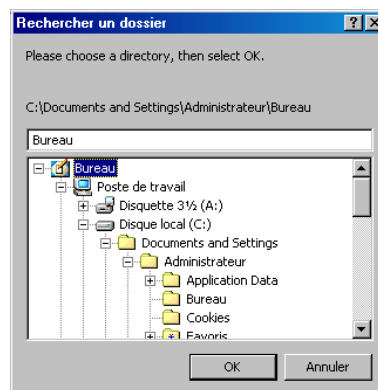 Rechercher un dossier
Please choose a directory, then select OK.
C:\Documents and Settings\Administrateur\Bureau
Bureau
Bureau
Poste de travail
Disquette 3½ (A:)
Disque local (C:)
Documents and Settings
Administrateur
Application Data
Bureau
Cookies
Favoris
OK
Annuler